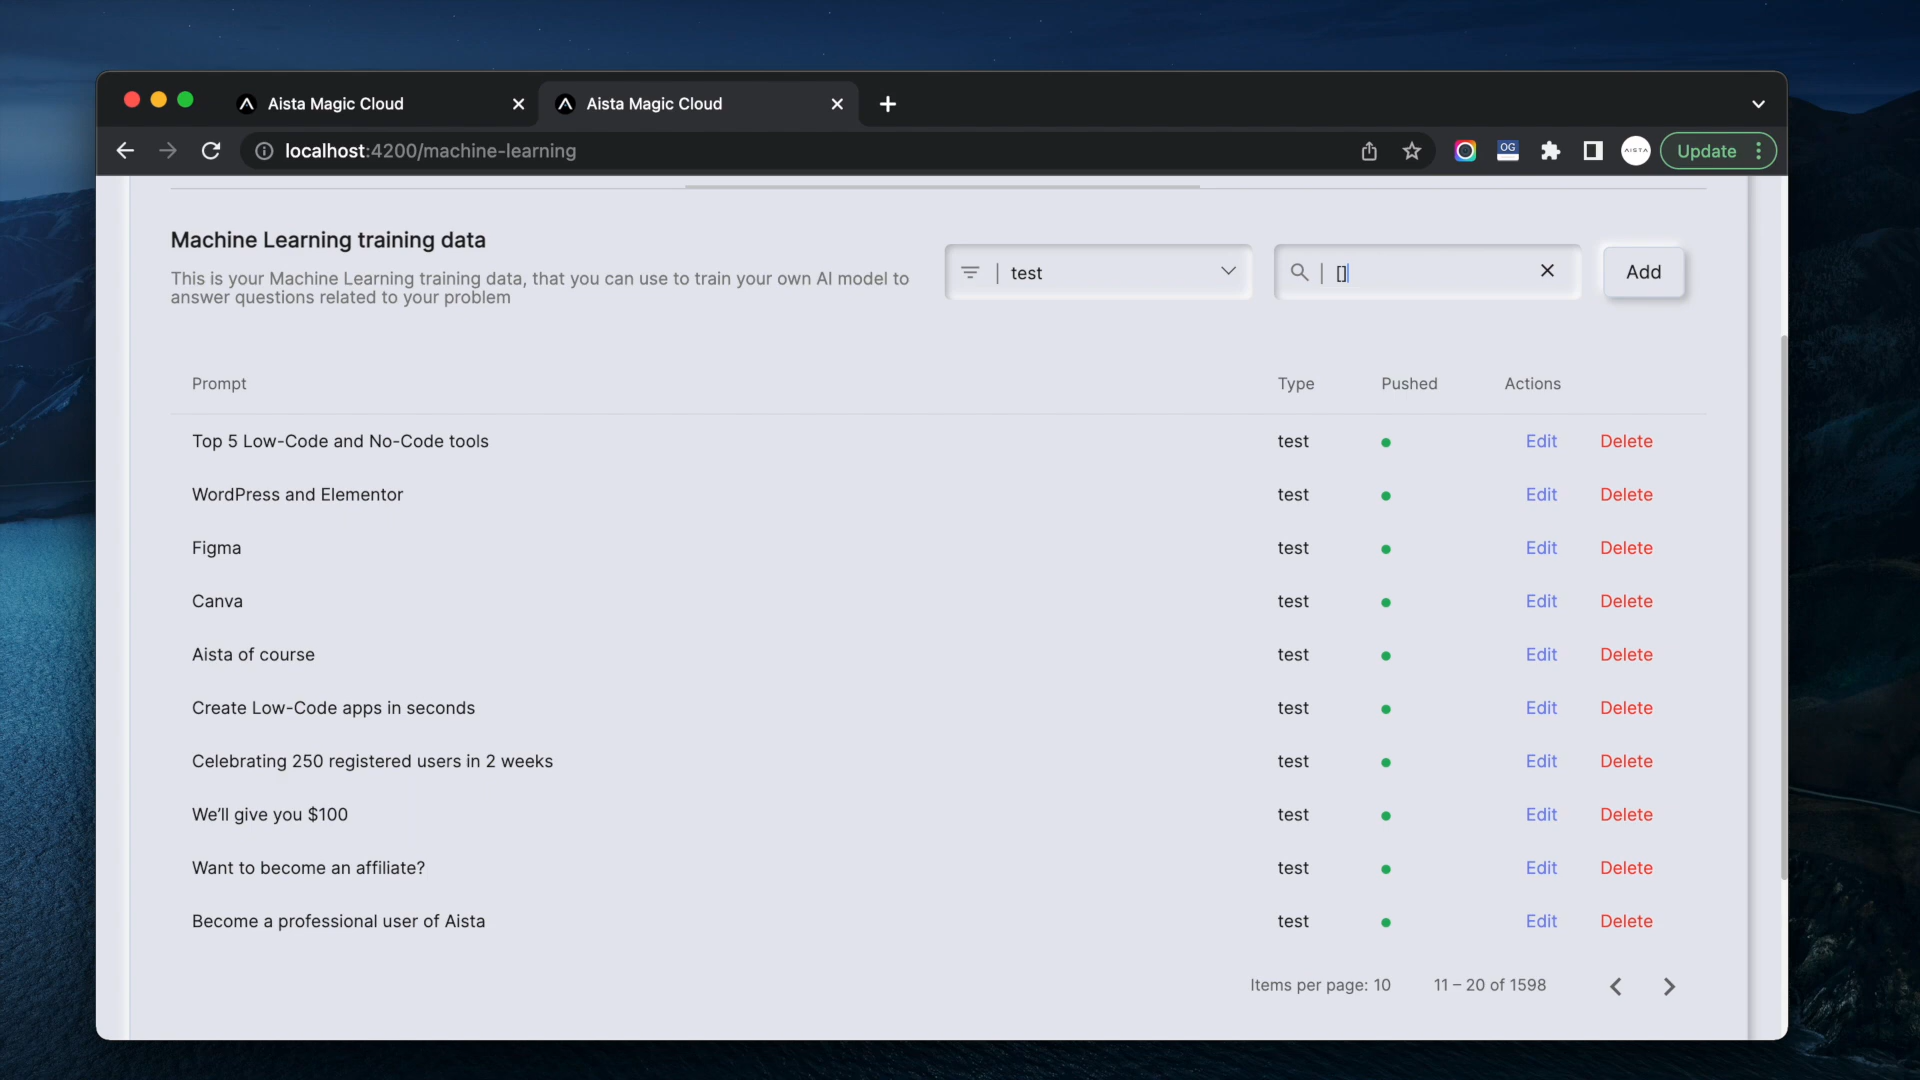 Aista Magic Cloud
Aista Magic Cloud
localhost:4200/machine-learning
OG
AISTA
Update
Machine Learning training data
This is your Machine Learning training data, that you can use to train your own AI model to
answer questions related to your problem
test
[]
Add
Prompt Type Pushed Actions
Top 5 Low-Code and No-Code tools test Edit Delete
WordPress and Elementor test Edit Delete
Figma test Edit Delete
Canva test Edit Delete
Aista of course test Edit Delete
Create Low-Code apps in seconds test Edit Delete
Celebrating 250 registered users in 2 weeks test Edit Delete
We’ll give you $100 test Edit Delete
Want to become an affiliate? test Edit Delete
Become a professional user of Aista test Edit Delete
Items per page: 10 11 – 20 of 1598